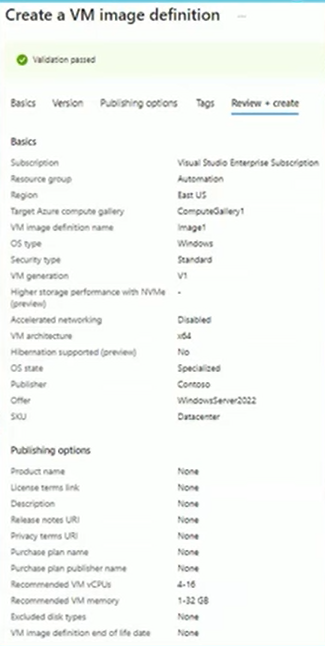 Create a VM image definition ...
Validation passed
Basics Version Publishing options Tags Review + create
Basics
Subscription Visual Studio Enterprise Subscription
Resource group Automation
Region East US
Target Azure compute gallery ComputeGallery1
VM image definition name Image1
OS type Windows
Security type Standard
VM generation V1
Higher storage performance with NVMe -
(preview)
Accelerated networking Disabled
VM architecture x64
Hibernation supported (preview) No
OS state Specialized
Publisher Contoso
Offer WindowsServer2022
SKU Datacenter
Publishing options
Product name None
License terms link None
Description None
Release notes URI None
Privacy terms URI None
Purchase plan name None
Purchase plan publisher name None
Recommended VM vCPUs 4-16
Recommended VM memory 1-32 GB
Excluded disk types None
VM image definition end of life date None